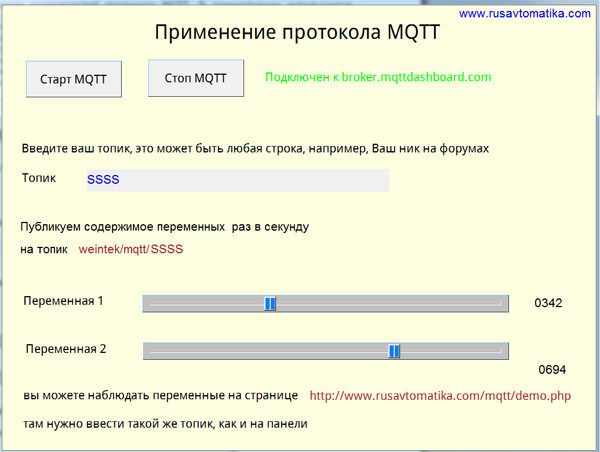 www.rusavtomatika.com
Применение протокола MQTT
Старт MQTT
Стоп MQTT
Подключен к broker.mqttdashboard.com
Введите ваш топик, это может быть любая строка, например, Ваш ник на форумах
Топик
SSSS
Публикуем содержимое переменных раз в секунду
на топик weintek/mqtt/SSSS
Переменная 1
0342
Переменная 2
0694
вы можете наблюдать переменные на странице http://www.rusavtomatika.com/mqtt/demo.php
там нужно ввести такой же топик, как и на панели